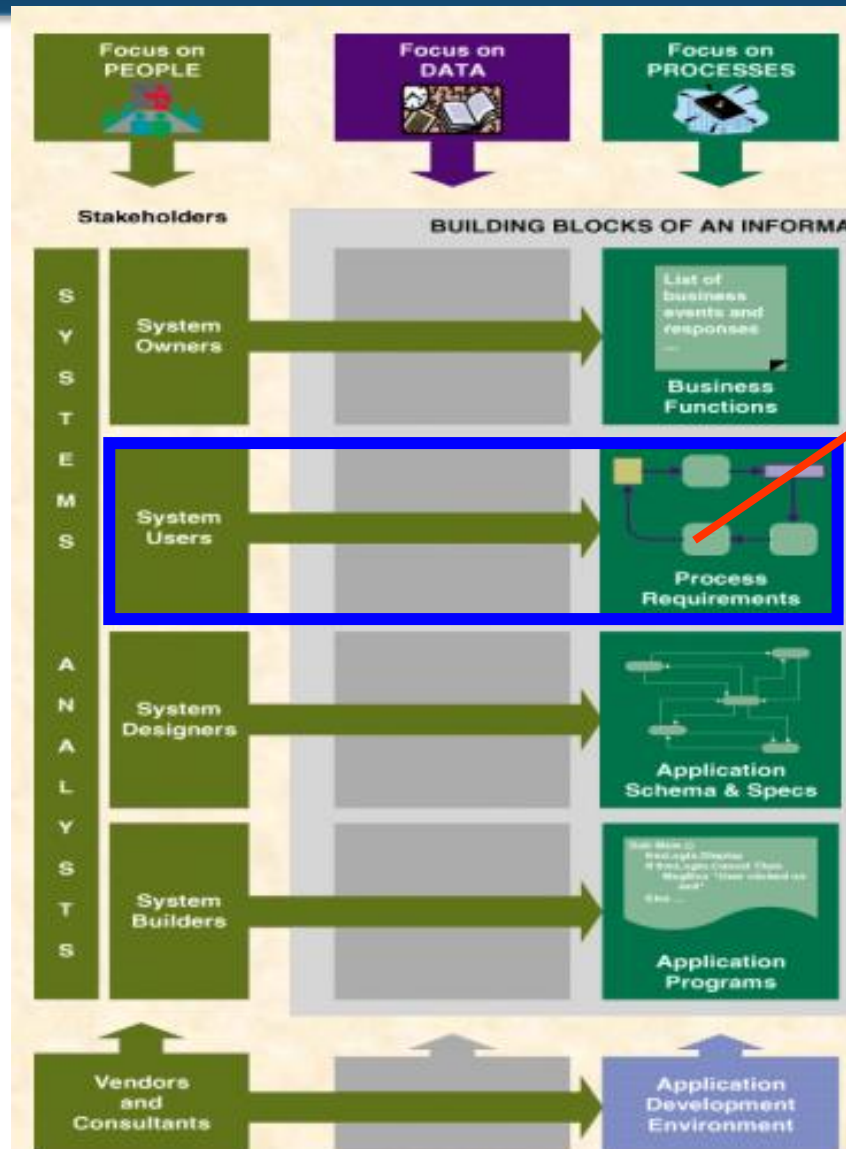 Focus on
PEOPLE
Focus on
DATA
Focus on
PROCESSES
Stakeholders
BUILDING BLOCKS OF AN INFORMA
SYSTEMS ANALYSTS
System
Owners
List of
business
events and
responses
...
Business
Functions
System
Users
Process
Requirements
System
Designers
Application
Schema & Specs
System
Builders
Application
Programs
Vendors
and
Consultants
Application
Development
Environment